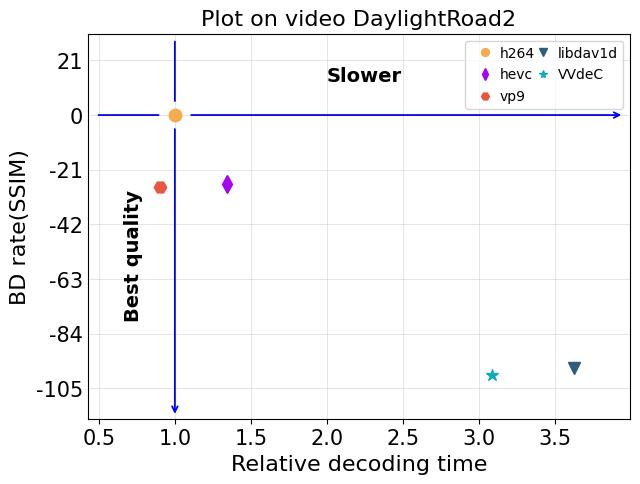 Plot on video DaylightRoad2
h264
hevc
vp9
libdav1d
VVdeC
Slower
Best quality
BD rate(SSIM)
21
0
-21
-42
-63
-84
-105
0.5 1.0 1.5 2.0 2.5 3.0 3.5
Relative decoding time